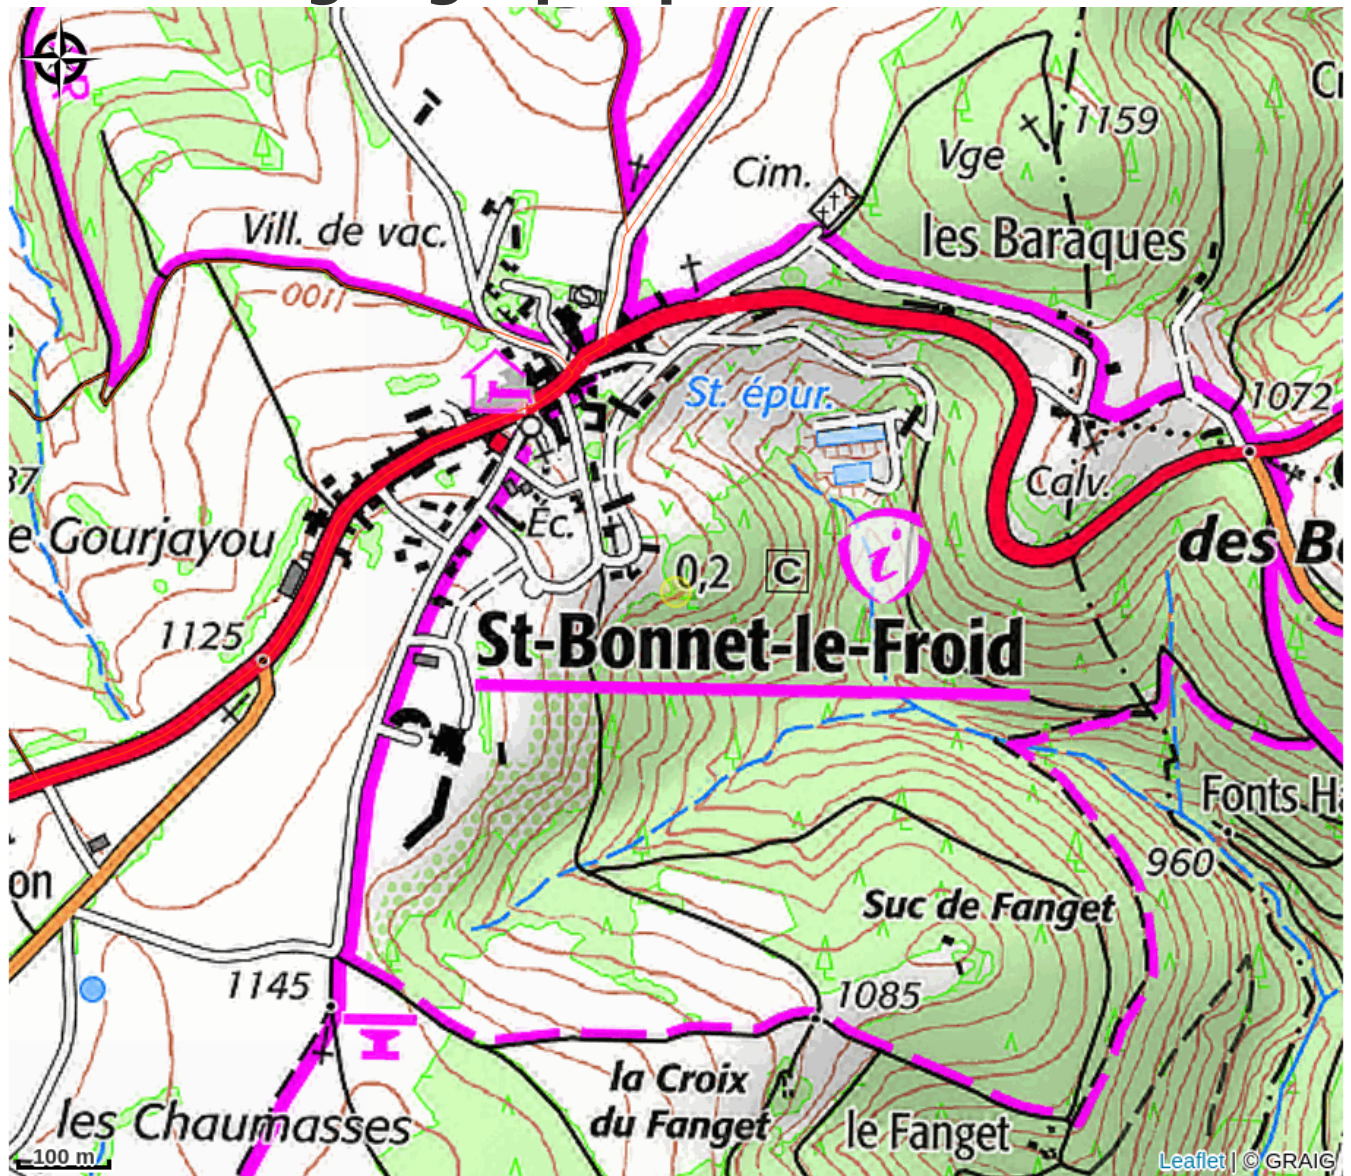 Cim.
1159
Vge
Vill. de vac.
les Baraques
1100
St. épur.
1072
Calv.
e Gourjayou
Éc.
des B
0,2
C
i
1125
St-Bonnet-le-Froid
Fonts Ha
960
on
Suc de Fanget
1145
1085
la Croix
du Fanget
les Chaumasses
le Fanget
100 m
Leaflet | © GRAIG